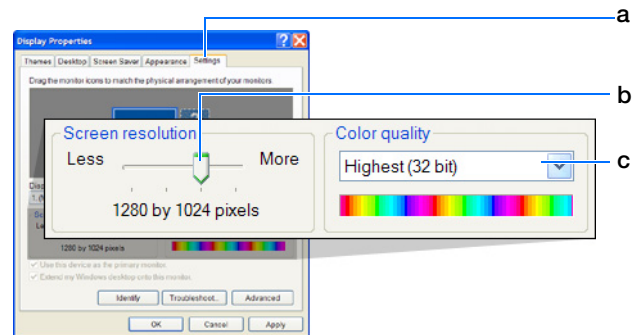 a
Display Properties
Themes Desktop Screen Saver Appearance Settings
Drag the monitor icons to match the physical arrangement of your monitors.
b
Screen resolution
Less More
1280 by 1024 pixels
Color quality
Highest (32 bit)
c
1280 by 1024 pixels
Use this device as the primary monitor.
Extend my Windows desktop onto this monitor.
Identify Troubleshoot... Advanced
OK Cancel Apply